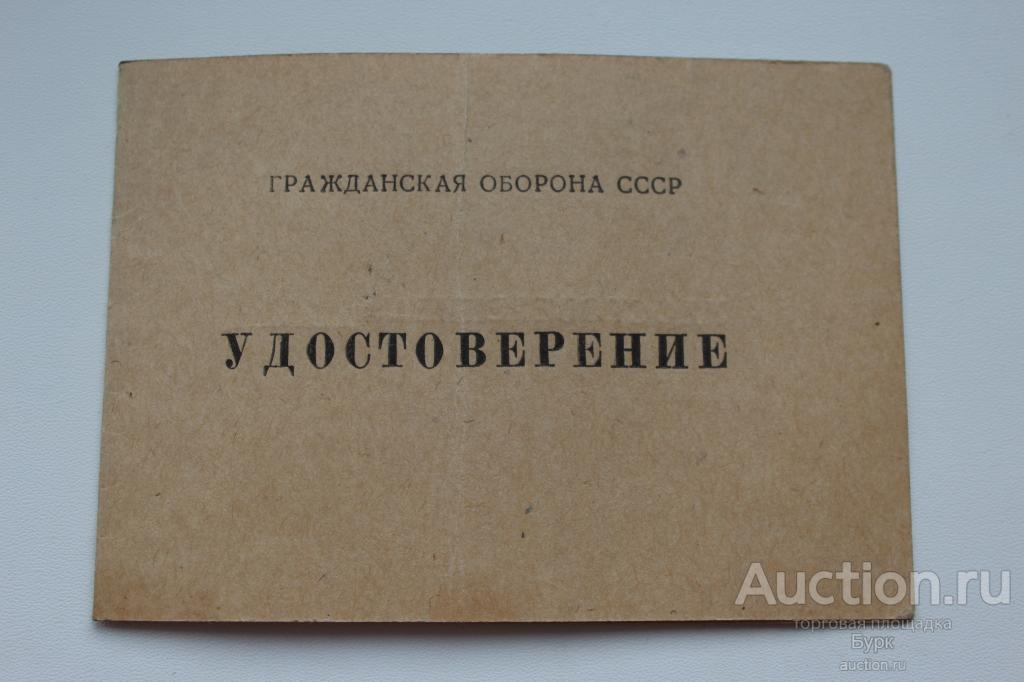 ГРАЖДАНСКАЯ ОБОРОНА СССР
УДОСТОВЕРЕНИЕ
Auction.ru
торговая площадка
Бурк
auction.ru